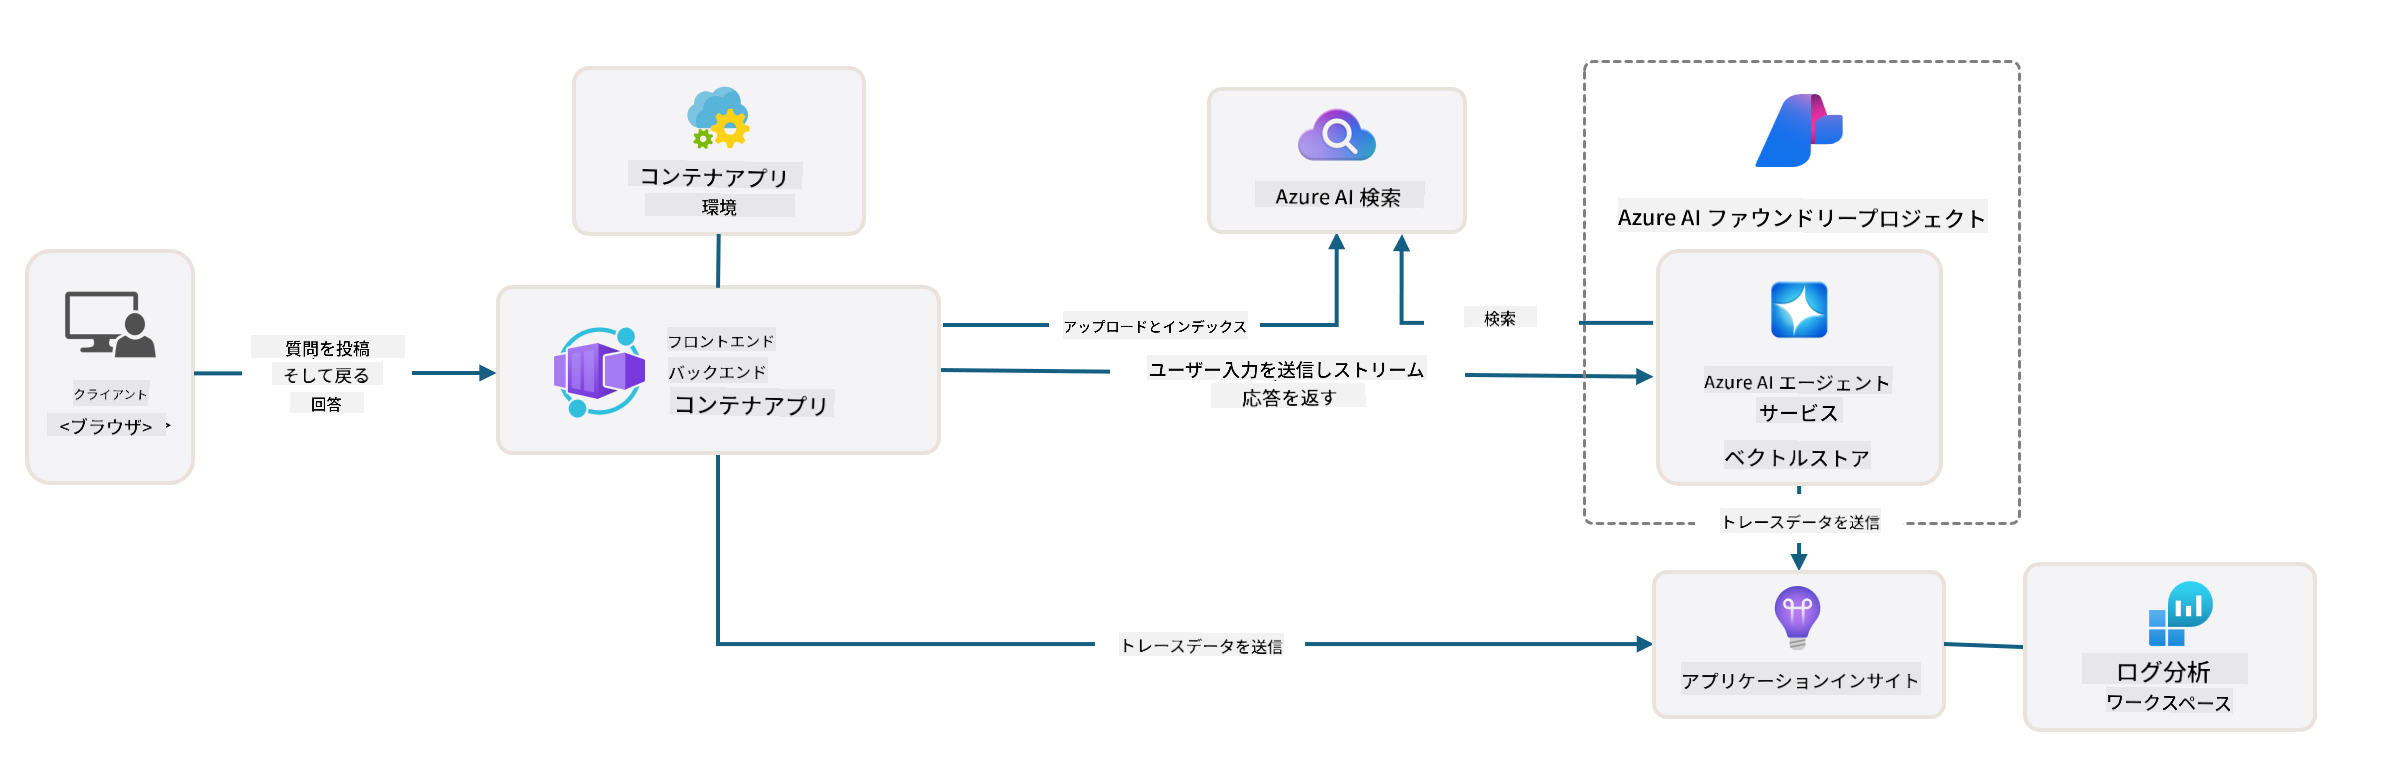 コンテナアプリ
環境
Azure AI 検索
Azure AI ファウンドリープロジェクト
クライアント
<ブラウザ>
質問を投稿
そして戻る
回答
フロントエンド
バックエンド
コンテナアプリ
アップロードとインデックス
検索
ユーザー入力を送信しストリーム
応答を返す
Azure AI エージェント
サービス
ベクトルストア
トレースデータを送信
トレースデータを送信
アプリケーションインサイト
ログ分析
ワークスペース